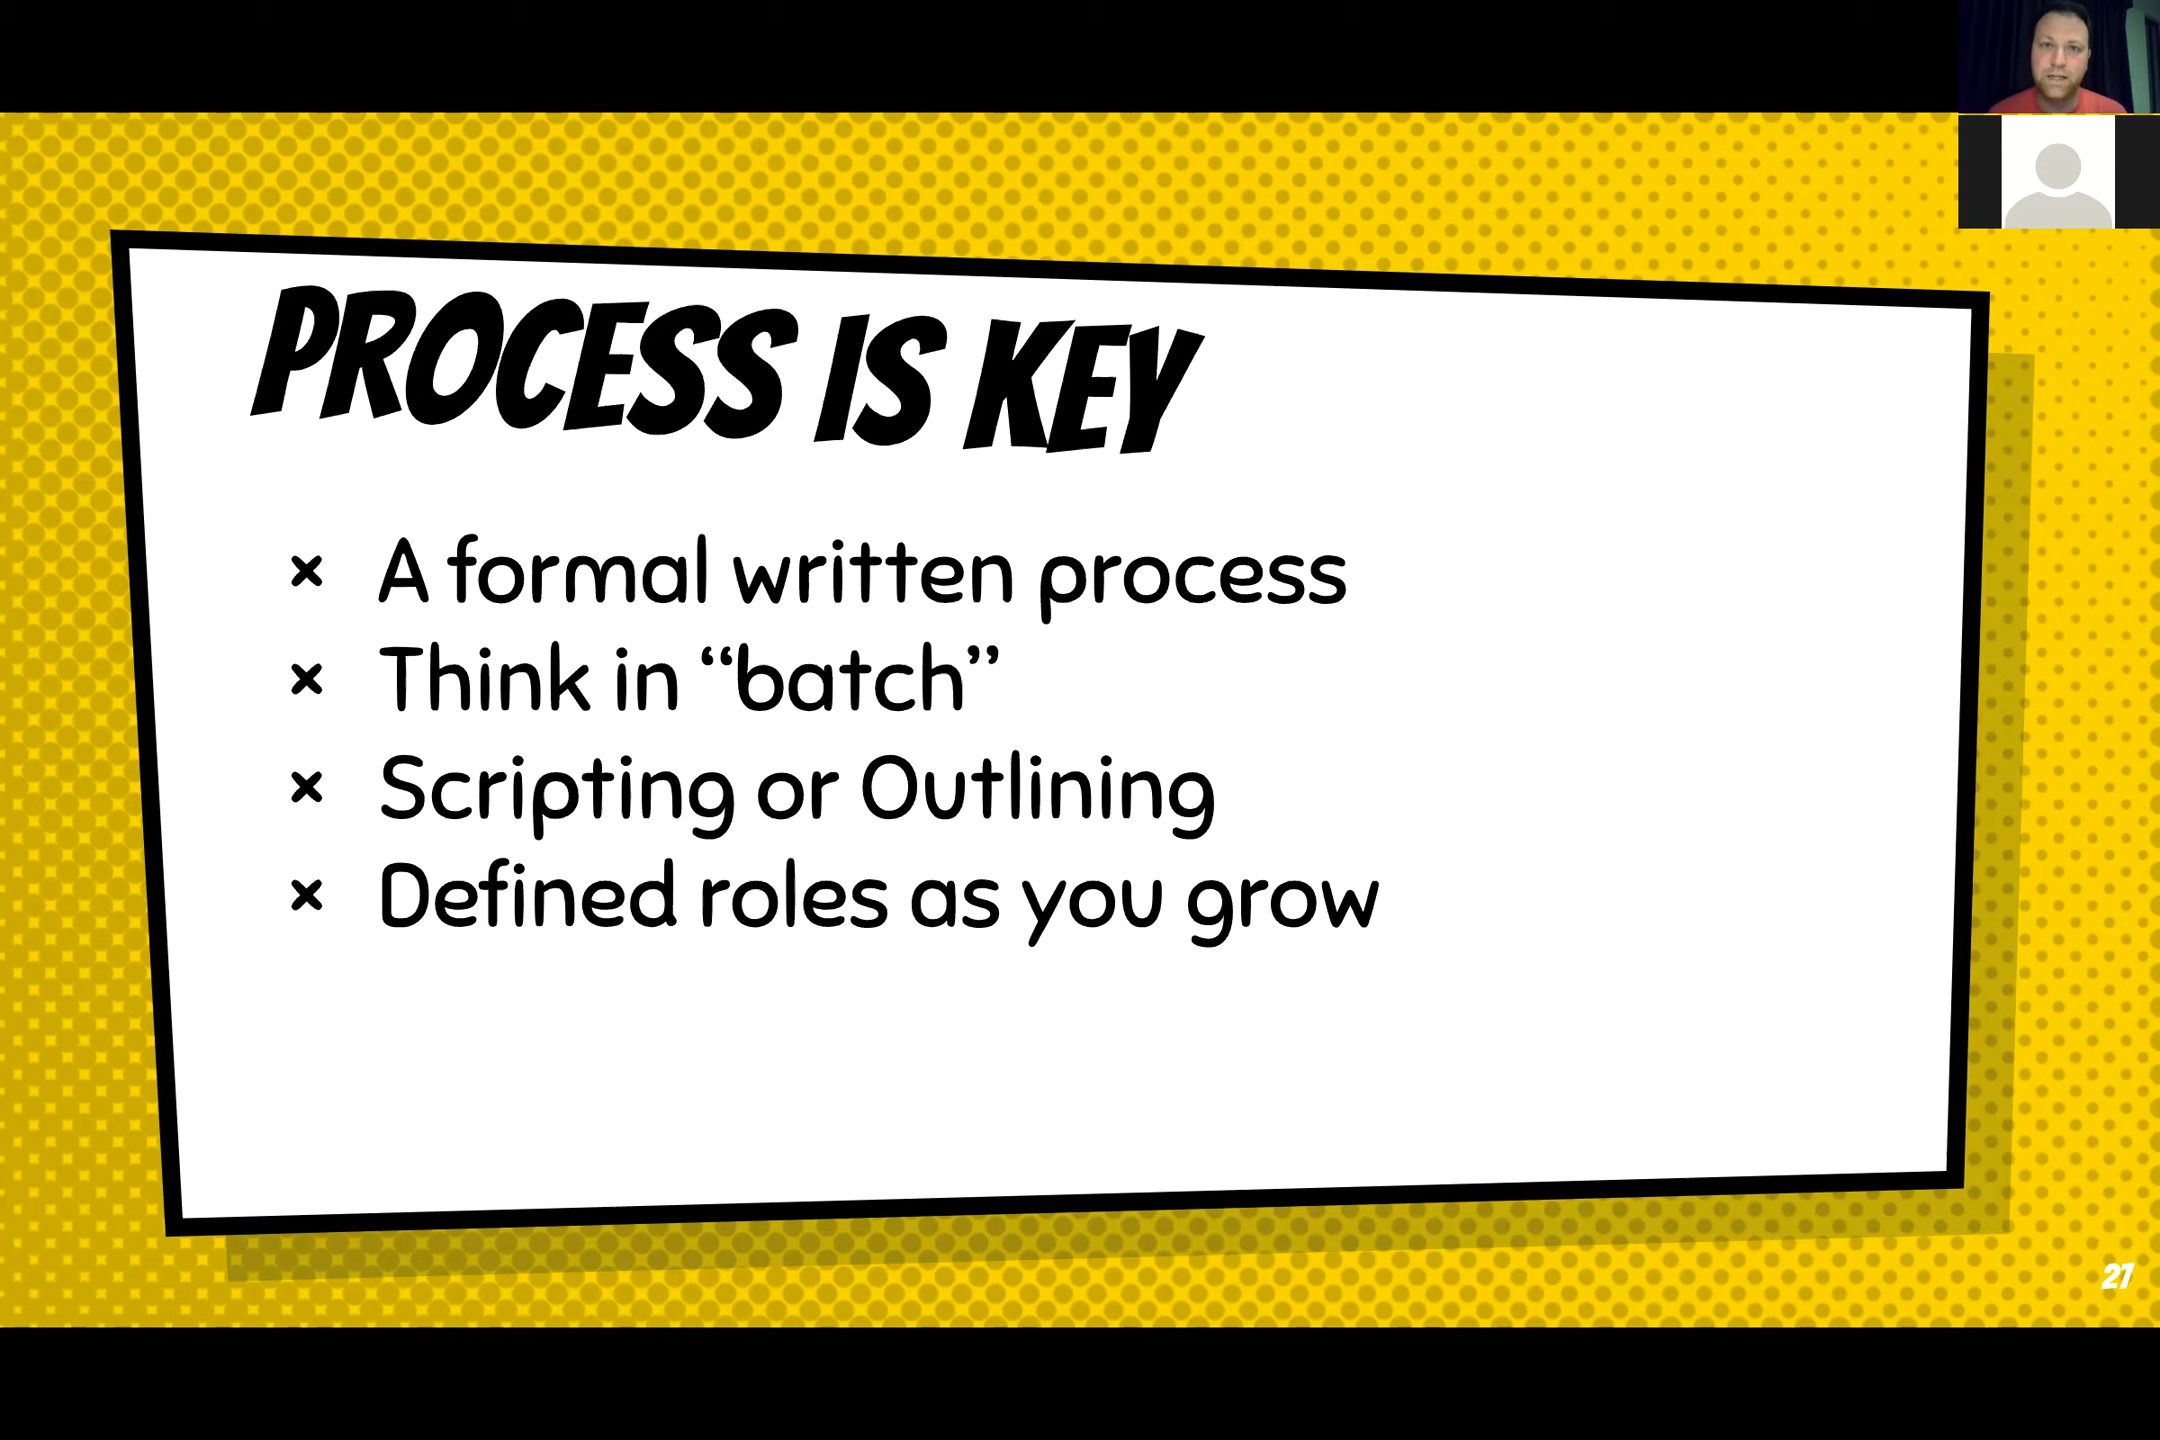 PROCESS IS KEY
× A formal written process
× Think in “batch”
× Scripting or Outlining
× Defined roles as you grow
27